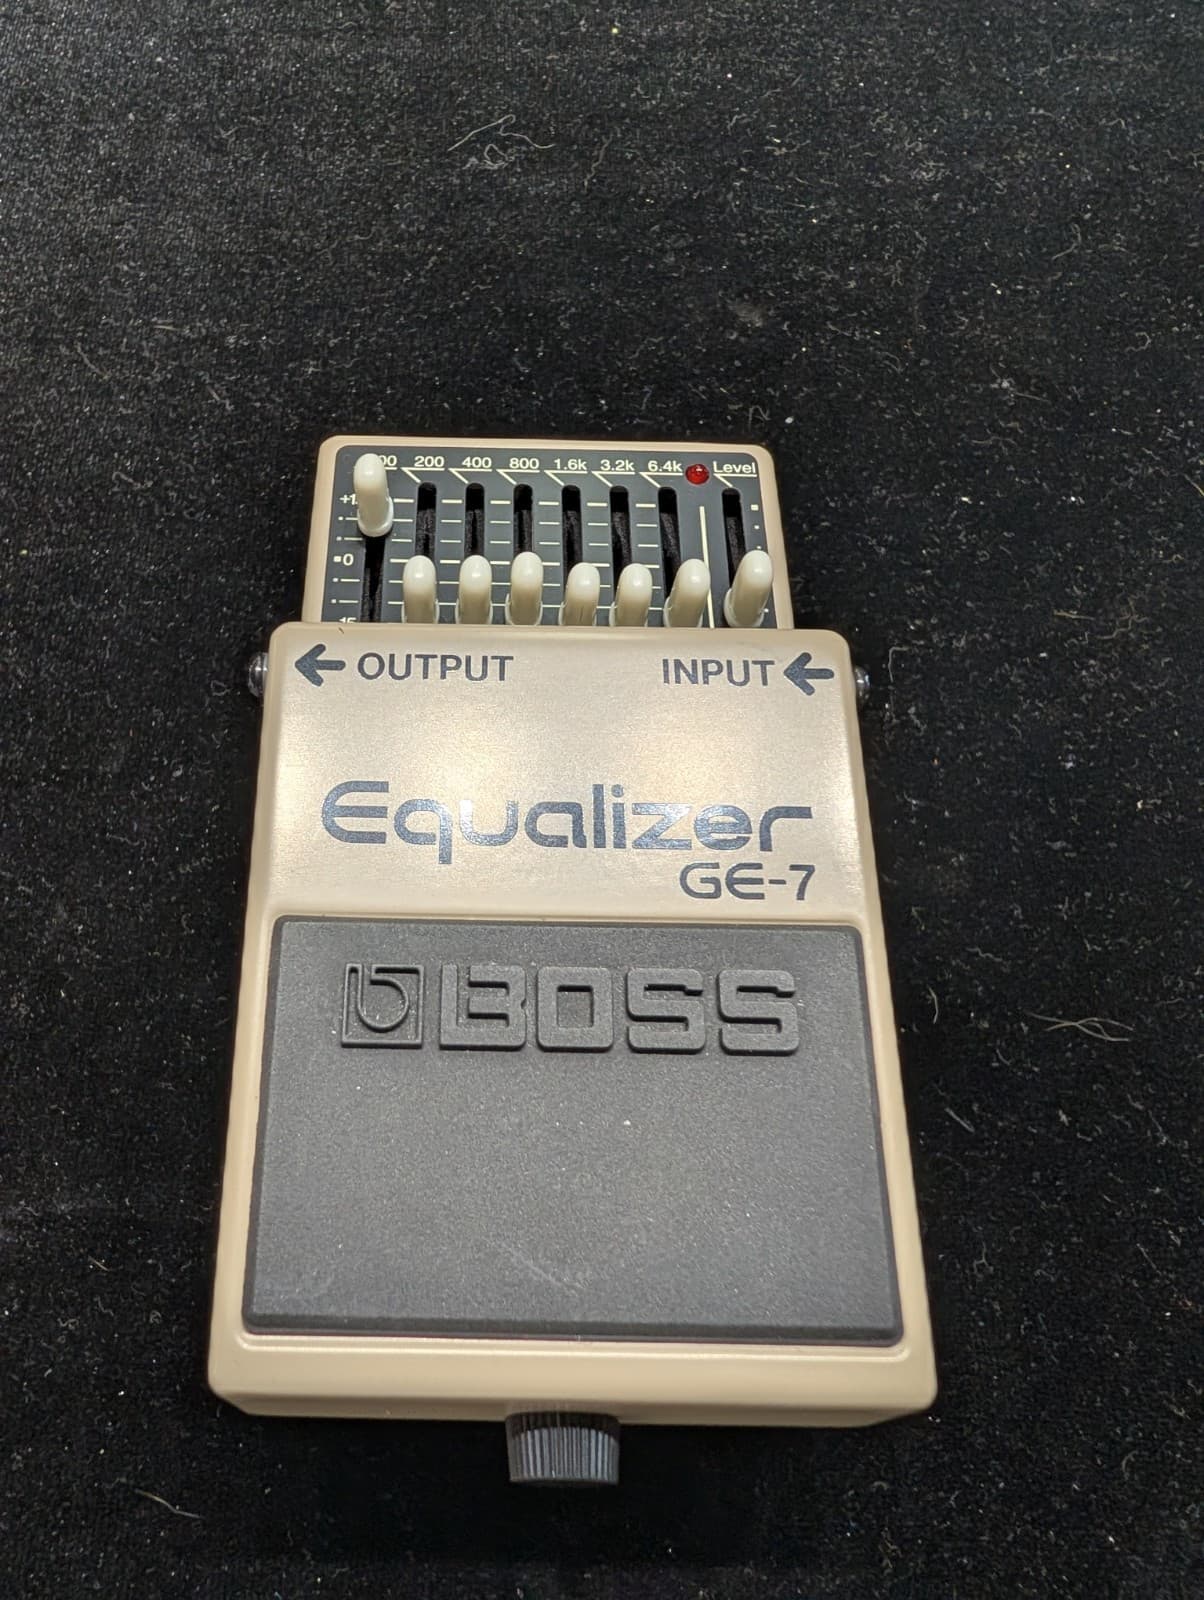 200 400 800 1.6k 3.2k 6.4k Level
0
← OUTPUT INPUT ←
Equalizer
GE-7
BOSS